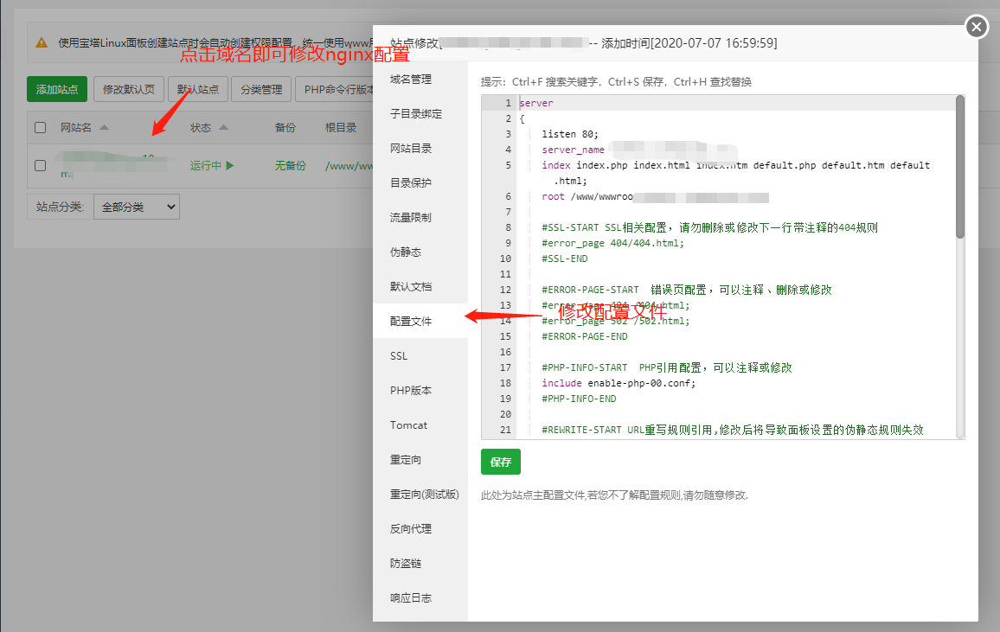 使用宝塔Linux面板创建站点时会自动创建权限配置，统一使用www用
点击域名即可修改nginx配置
添加站点 修改默认页 默认站点 分类管理 PHP命令行版本
网站名 状态 备份 根目录
运行中 无备份 /www/ww
站点分类: 全部分类
站点修改[ -- 添加时间[2020-07-07 16:59:59]
域名管理
子目录绑定
网站目录
目录保护
流量限制
伪静态
默认文档
配置文件
SSL
PHP版本
Tomcat
重定向
重定向(测试版)
反向代理
防盗链
响应日志
提示：Ctrl+F 搜索关键字，Ctrl+S 保存，Ctrl+H 查找替换
1 server
2 {
3 listen 80;
4 server_name
5 index index.php index.html index.htm default.php default.htm default
.html;
6 root /www/wwwroo
7
8 #SSL-START SSL相关配置，请勿删除或修改下一行带注释的404规则
9 #error_page 404/404.html;
10 #SSL-END
11
12 #ERROR-PAGE-START 错误页配置，可以注释、删除或修改
13 #error_page 404 /404.html;
14 #error_page 502 /502.html;
15 #ERROR-PAGE-END
16
17 #PHP-INFO-START PHP引用配置，可以注释或修改
18 include enable-php-00.conf;
19 #PHP-INFO-END
20
21 #REWRITE-START URL重写规则引用,修改后将导致面板设置的伪静态规则失效
修改配置文件
保存
此处为站点主配置文件,若您不了解配置规则,请勿随意修改.